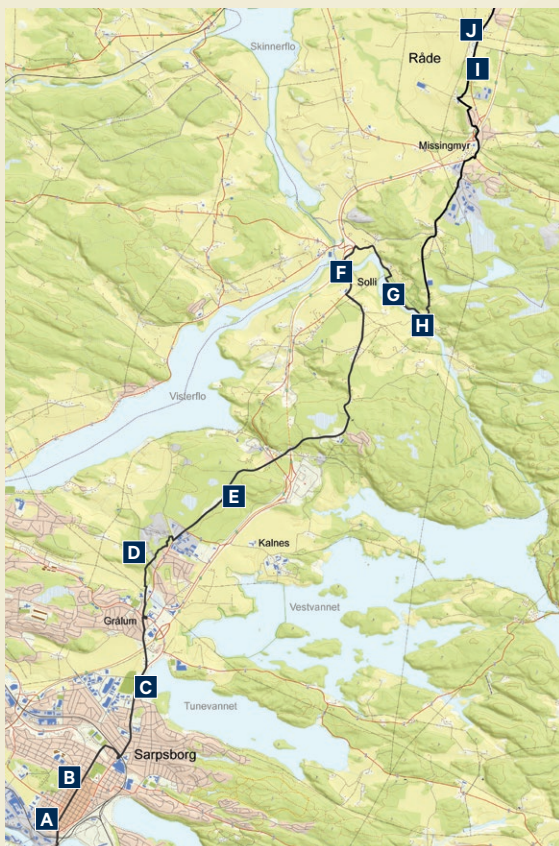 J
Skinnerflo
Råde
I
Missingmyr
F
Solli
G
H
Visterflo
E
D
Kalnes
Vestvannet
Grålum
C
Tunevannet
Sarpsborg
B
A